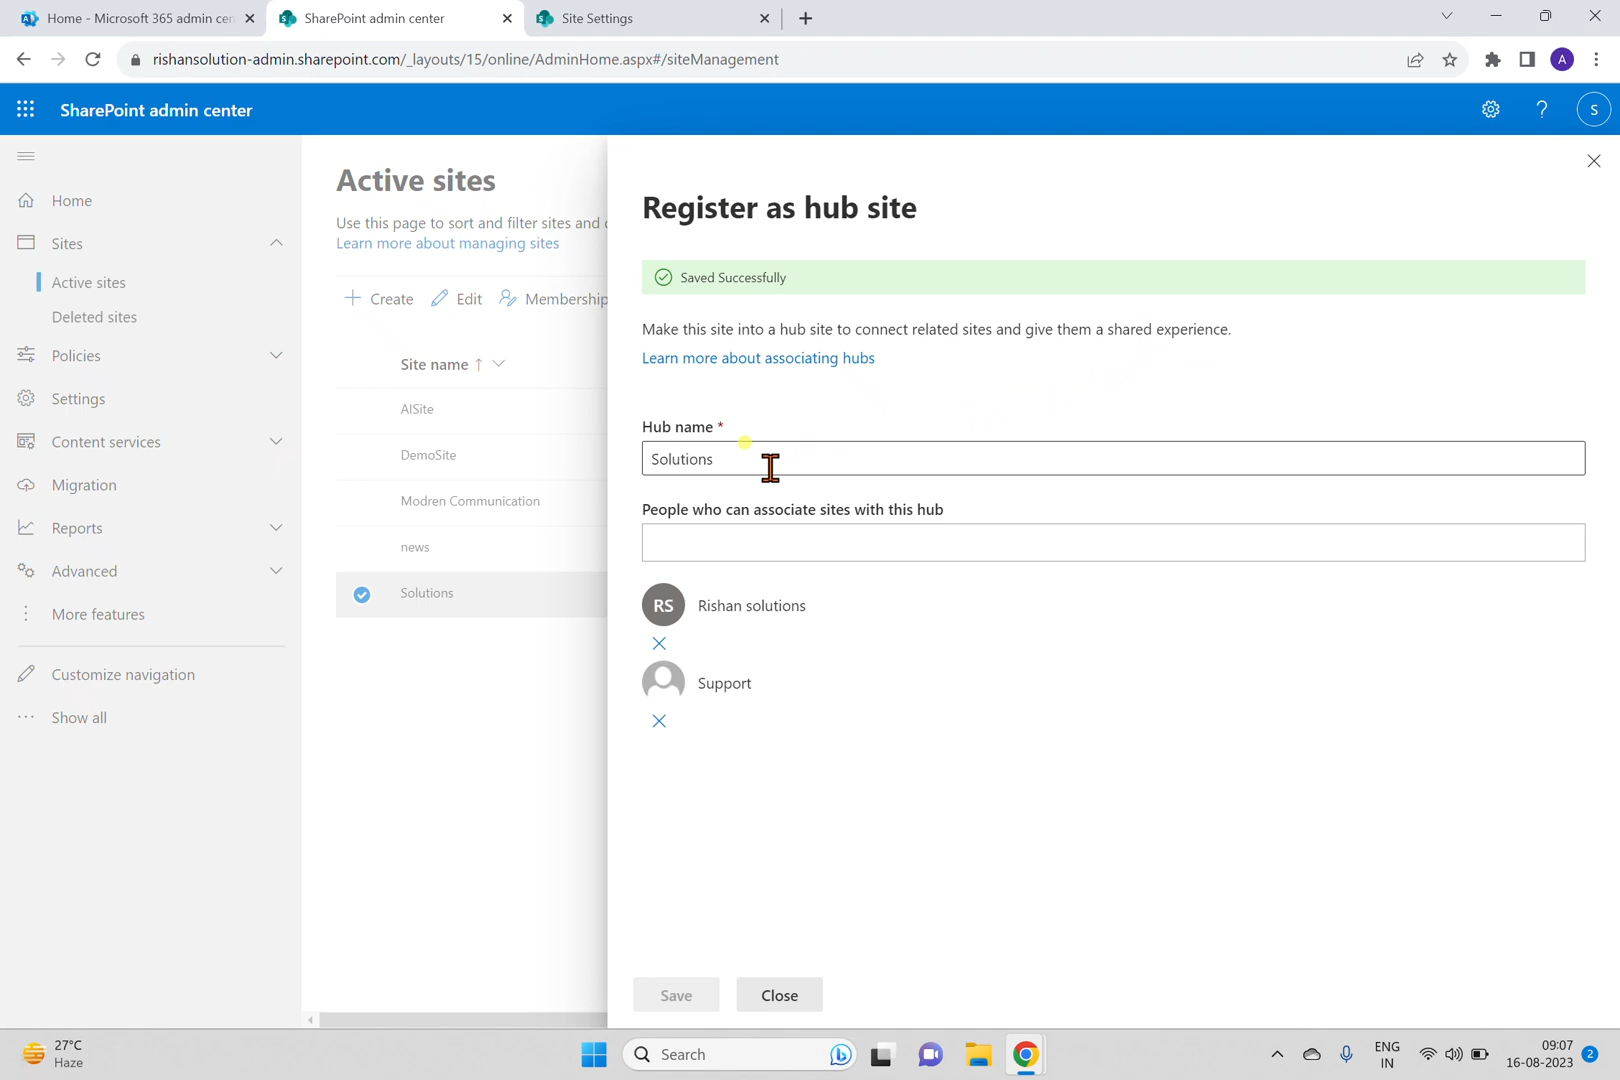 Home - Microsoft 365 admin cen
SharePoint admin center
Site Settings
rishansolution-admin.sharepoint.com/_layouts/15/online/AdminHome.aspx#/siteManagement
A
SharePoint admin center
S
Home
Sites
Active sites
Deleted sites
Policies
Settings
Content services
Migration
Reports
Advanced
More features
Customize navigation
Show all
Active sites
Use this page to sort and filter sites and
Learn more about managing sites
Create
Edit
Membership
Site name
AISite
DemoSite
Modren Communication
news
Solutions
Register as hub site
Saved Successfully
Make this site into a hub site to connect related sites and give them a shared experience.
Learn more about associating hubs
Hub name *
Solutions
People who can associate sites with this hub
RS
Rishan solutions
Support
Save
Close
27°C
Haze
Search
ENG
IN
09:07
16-08-2023
2